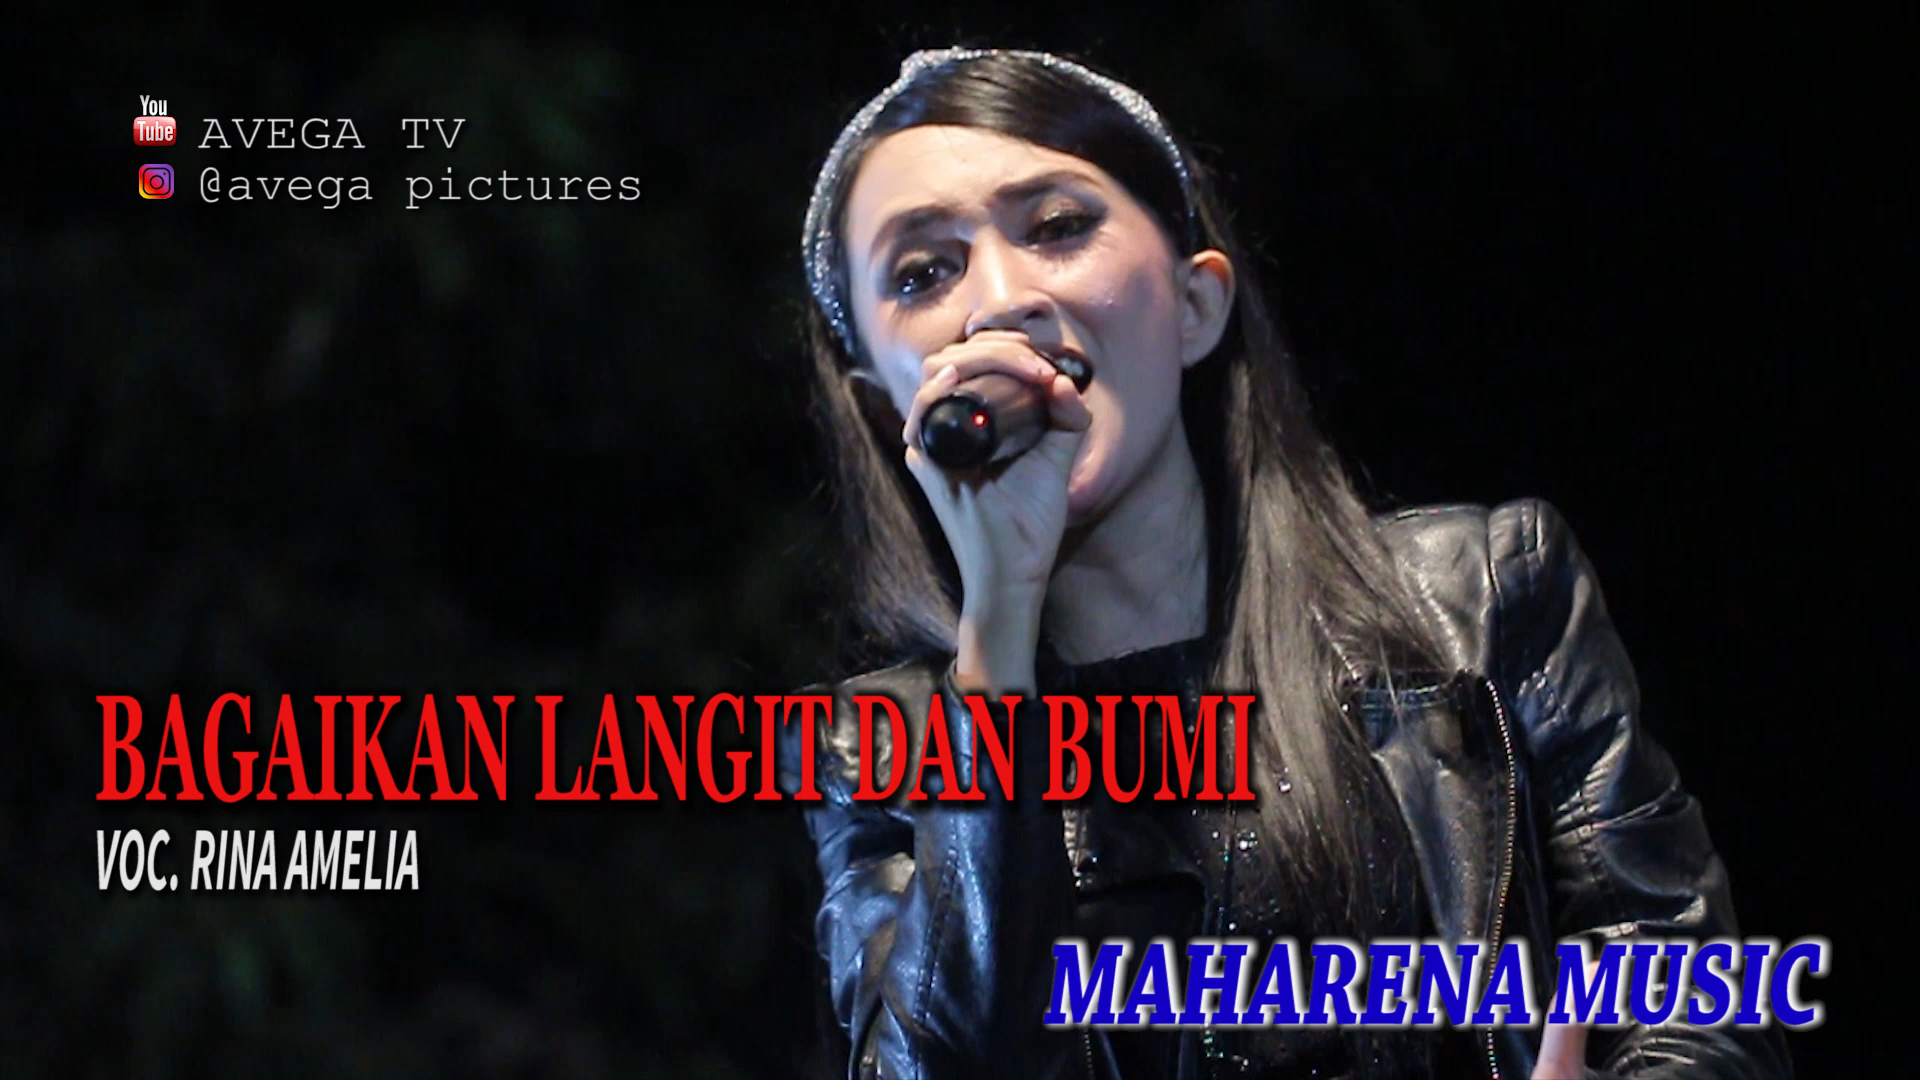 You
Tube
AVEGA TV
@avega pictures
BAGAIKAN LANGIT DAN BUMI
VOC. RINA AMELIA
MAHARENA MUSIC